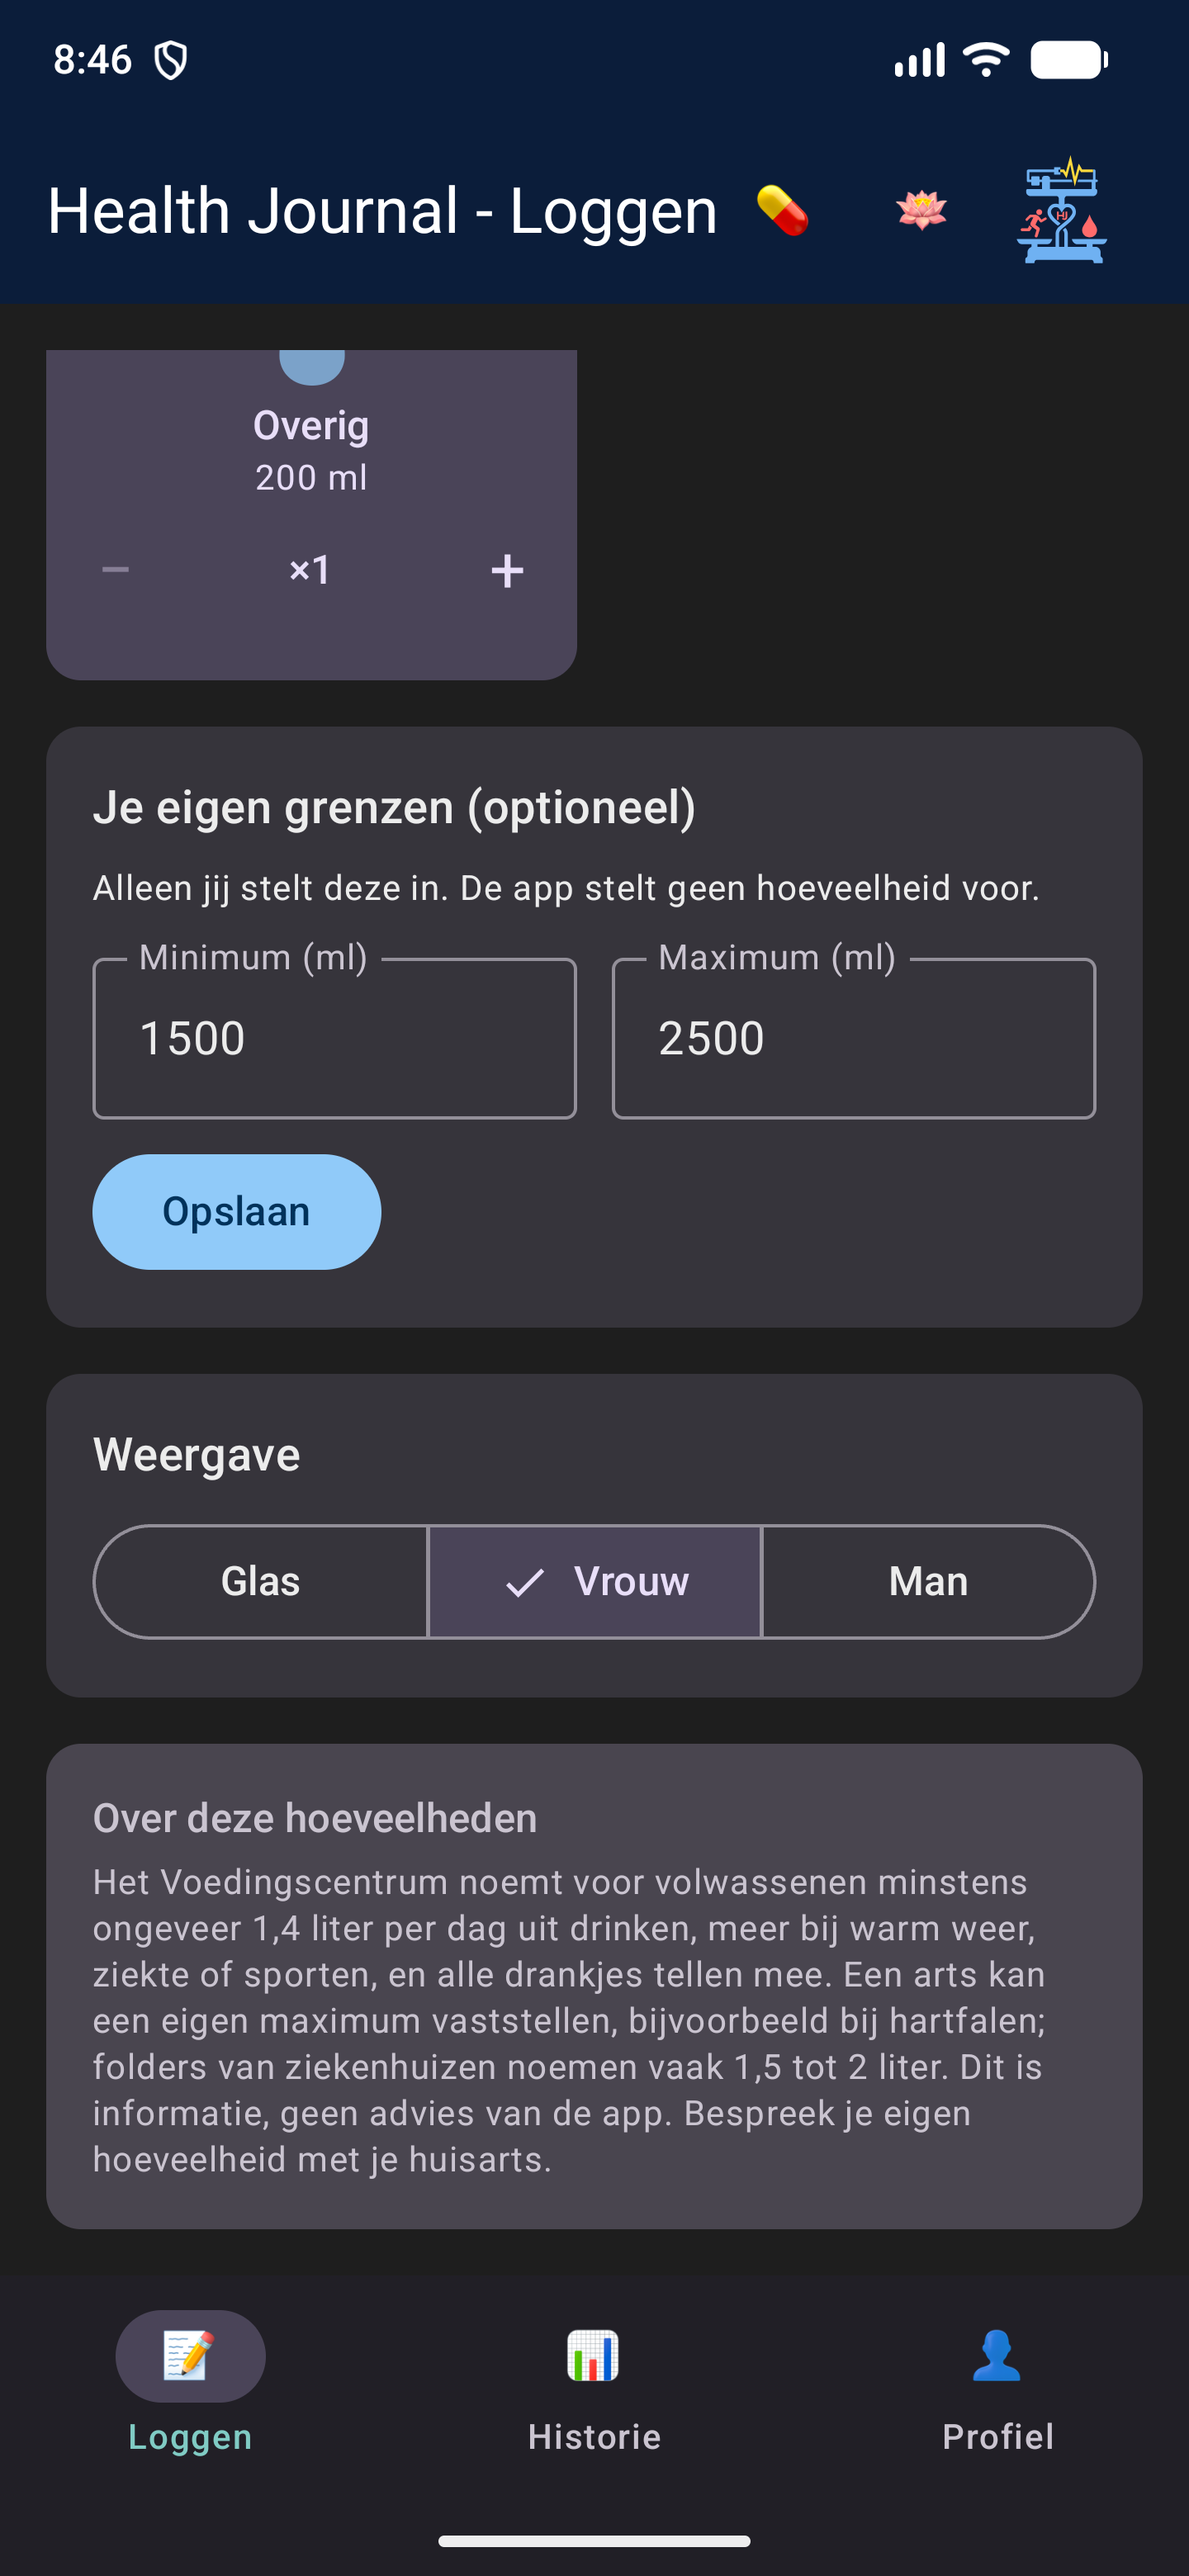 8:46
Health Journal - Loggen
HJ
Overig
200 ml
− ×1 +
Je eigen grenzen (optioneel)
Alleen jij stelt deze in. De app stelt geen hoeveelheid voor.
Minimum (ml) Maximum (ml)
1500 2500
Opslaan
Weergave
Glas Vrouw Man
Over deze hoeveelheden
Het Voedingscentrum noemt voor volwassenen minstens
ongeveer 1,4 liter per dag uit drinken, meer bij warm weer,
ziekte of sporten, en alle drankjes tellen mee. Een arts kan
een eigen maximum vaststellen, bijvoorbeeld bij hartfalen;
folders van ziekenhuizen noemen vaak 1,5 tot 2 liter. Dit is
informatie, geen advies van de app. Bespreek je eigen
hoeveelheid met je huisarts.
Loggen Historie Profiel